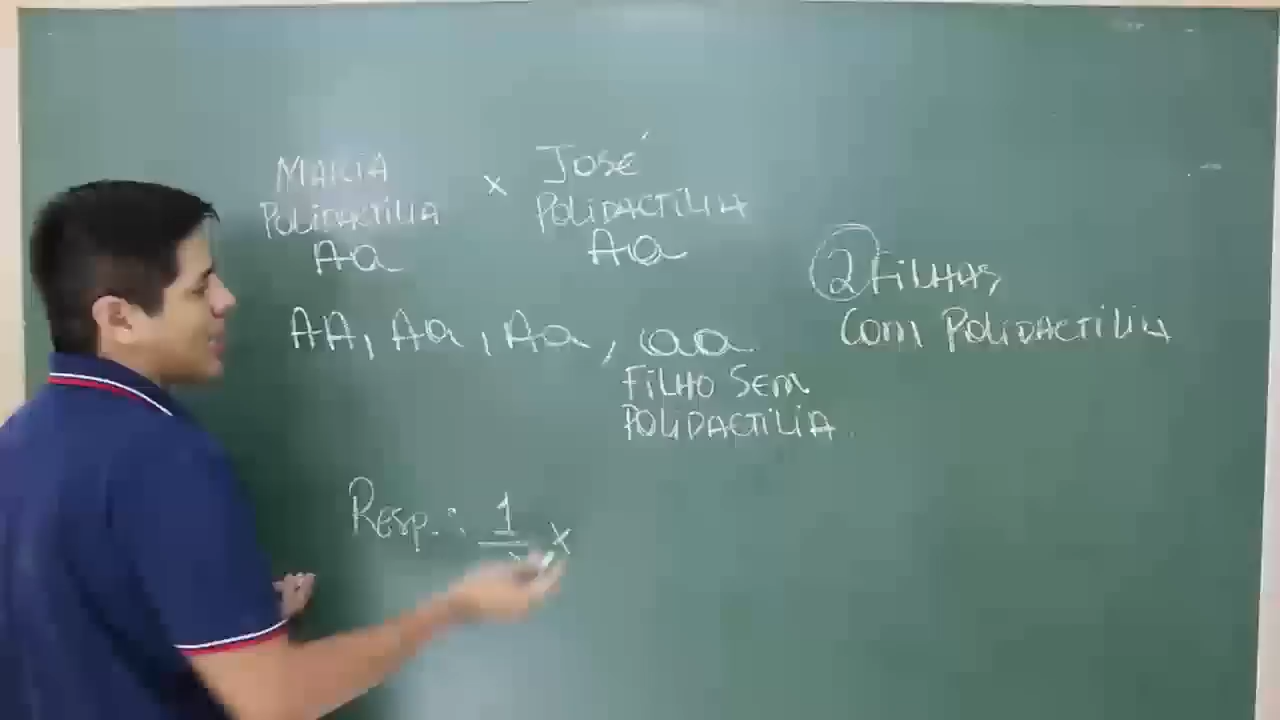 MARIA
POLIDACTILIA
Aa
x
JOSÉ
POLIDACTILIA
Aa
AA, Aa, Aa, aa
FILHO SEM
POLIDACTILIA.
2 FILHAS
COM POLIDACTILIA
RESP.: 1
x